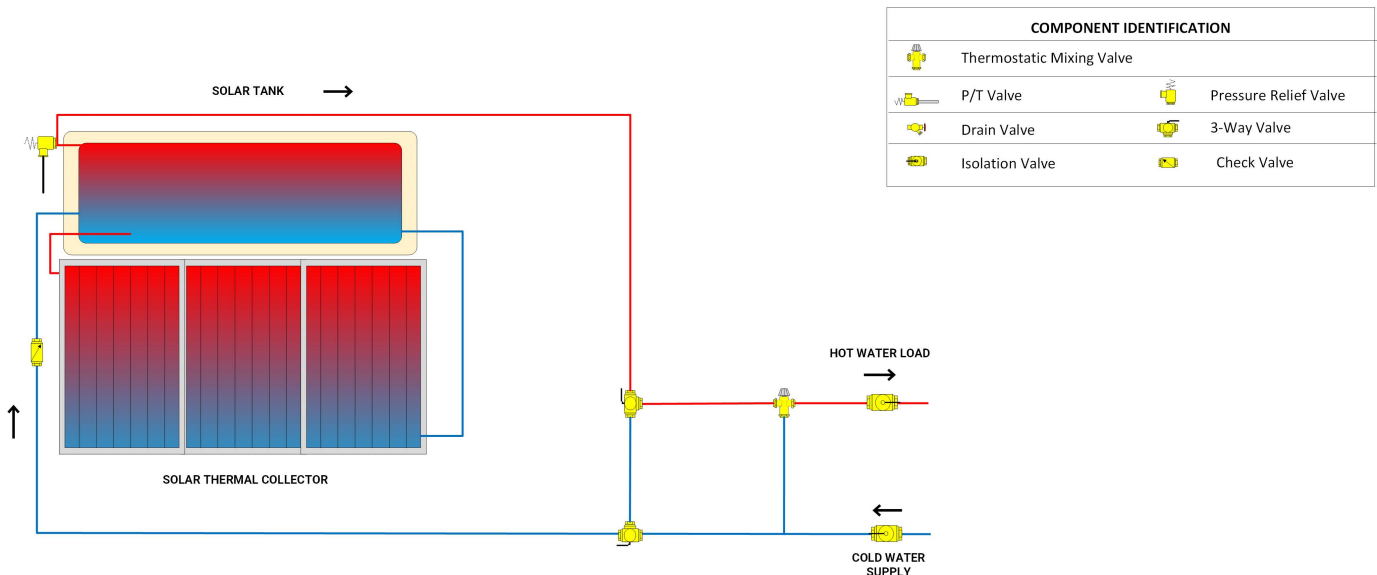 COMPONENT IDENTIFICATION
Thermostatic Mixing Valve
P/T Valve
Pressure Relief Valve
Drain Valve
3-Way Valve
Isolation Valve
Check Valve
SOLAR TANK
HOT WATER LOAD
SOLAR THERMAL COLLECTOR
COLD WATER
SUPPLY